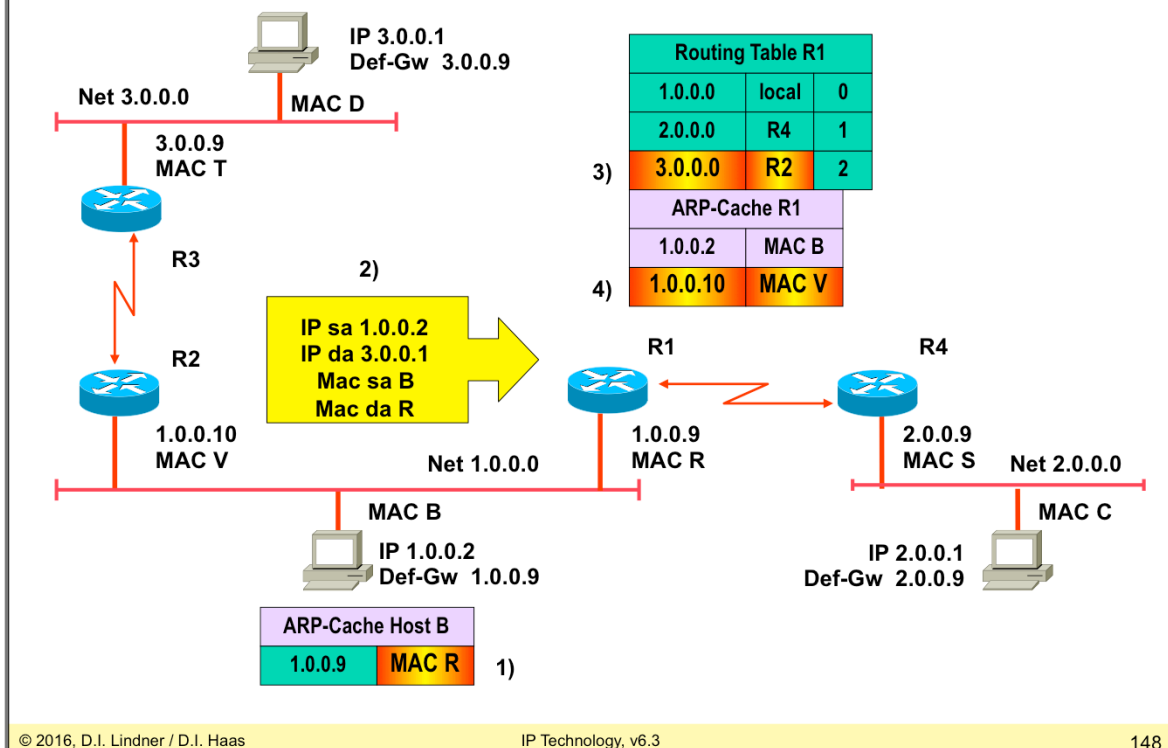 IP 3.0.0.1
Def-Gw 3.0.0.9
Net 3.0.0.0
MAC D
3.0.0.9
MAC T
R3
Routing Table R1
1.0.0.0 local 0
2.0.0.0 R4 1
3) 3.0.0.0 R2 2
ARP-Cache R1
1.0.0.2 MAC B
4) 1.0.0.10 MAC V
2)
IP sa 1.0.0.2
IP da 3.0.0.1
Mac sa B
Mac da R
R2
1.0.0.10
MAC V
R1
1.0.0.9
MAC R
R4
2.0.0.9
MAC S
Net 1.0.0.0
Net 2.0.0.0
MAC B
IP 1.0.0.2
Def-Gw 1.0.0.9
MAC C
IP 2.0.0.1
Def-Gw 2.0.0.9
ARP-Cache Host B
1.0.0.9 MAC R 1)
© 2016, D.I. Lindner / D.I. Haas
IP Technology, v6.3
148